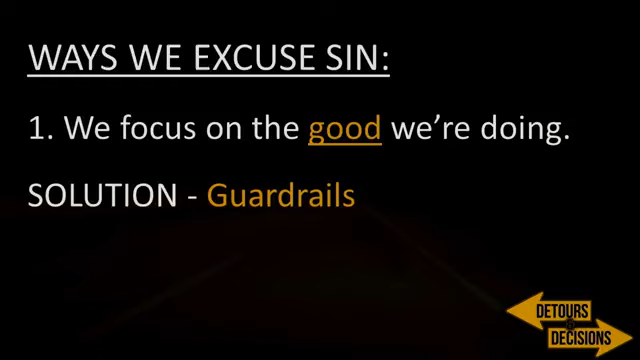 WAYS WE EXCUSE SIN:
1. We focus on the good we're doing.
SOLUTION - Guardrails
DETOURS
&
DECISIONS